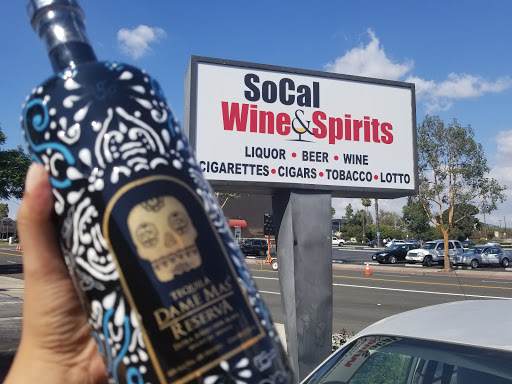 SoCal
Wine & Spirits
LIQUOR • BEER • WINE
CIGARETTES • CIGARS • TOBACCO • LOTTO
TEQUILA
DAME MAS
RESERVA